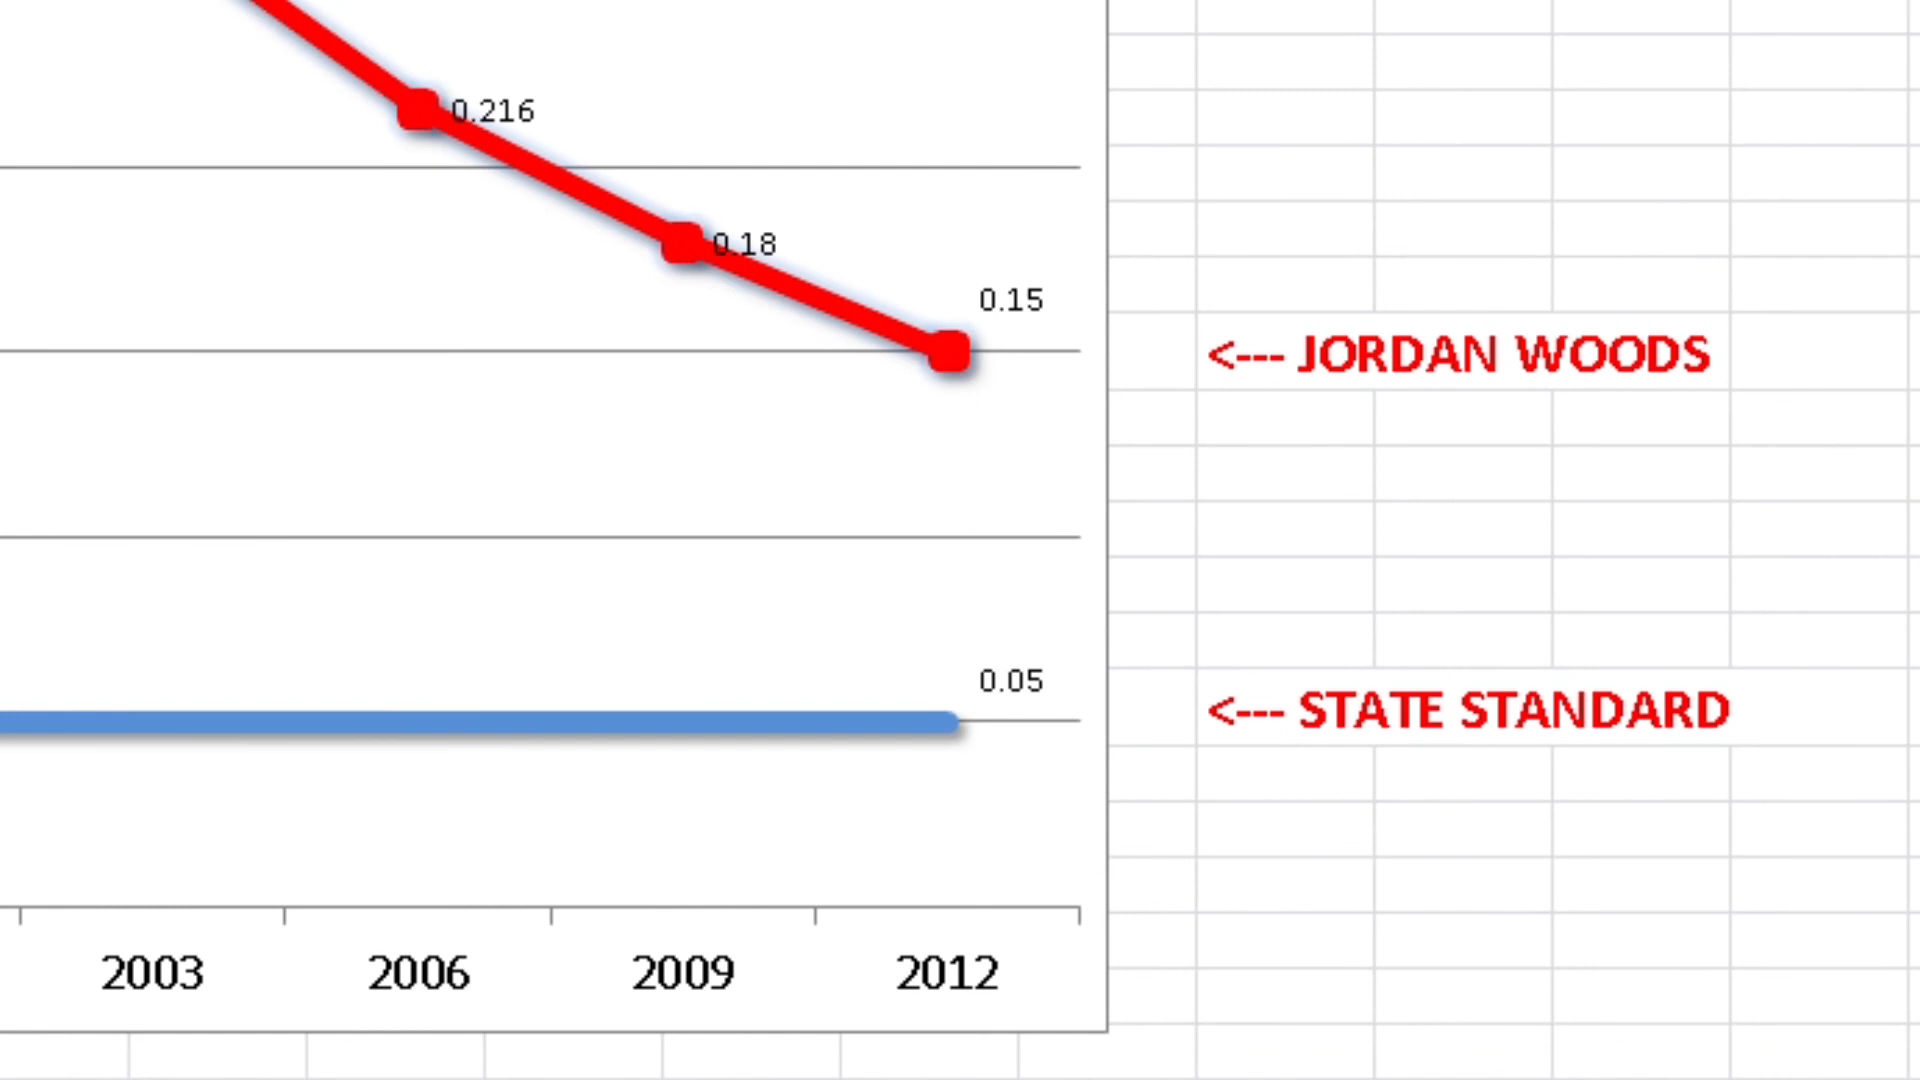 0.216
0.18
0.15
<--- JORDAN WOODS
0.05
<--- STATE STANDARD
2003 2006 2009 2012